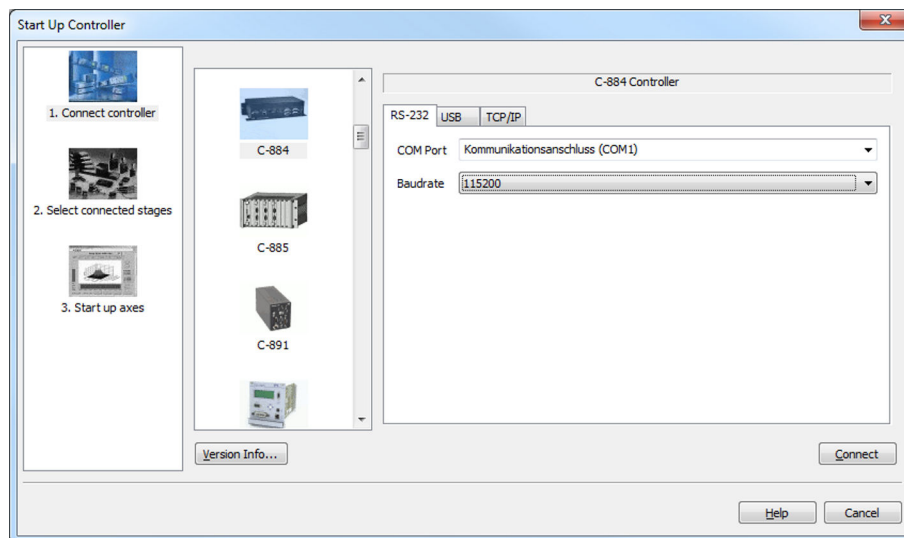 Start Up Controller
1. Connect controller
2. Select connected stages
3. Start up axes
C-884
C-885
C-891
Version Info...
C-884 Controller
RS-232
USB
TCP/IP
COM Port
Kommunikationsanschluss (COM1)
Baudrate
115200
Connect
Help
Cancel